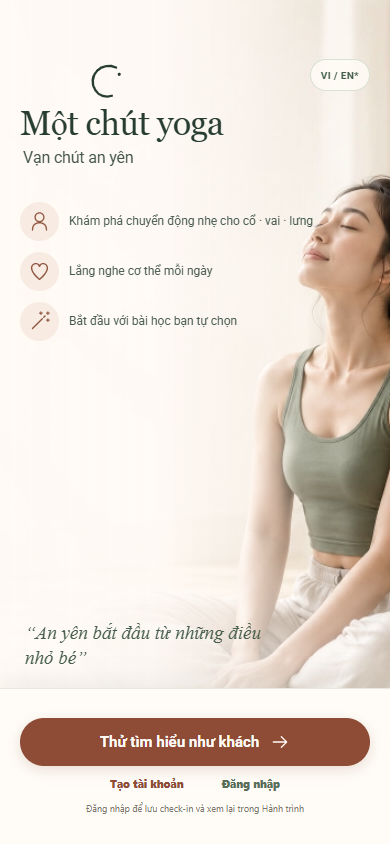 VI / EN*
Một chút yoga
Vạn chút an yên
Khám phá chuyển động nhẹ cho cổ · vai · lưng
Lắng nghe cơ thể mỗi ngày
Bắt đầu với bài học bạn tự chọn
“An yên bắt đầu từ những điều
nhỏ bé”
Thử tìm hiểu như khách →
Tạo tài khoản Đăng nhập
Đăng nhập để lưu check-in và xem lại trong Hành trình